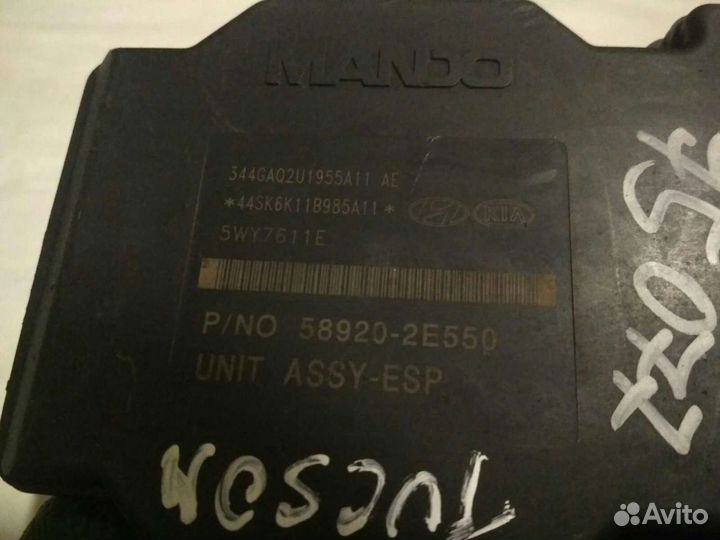 MANDO
344GAQ2U1955A11 AE
*44SK6K11B985A11*
KIA
5WY7611E
P/NO 58920-2E550
UNIT ASSY-ESP
TUCSON
Avito